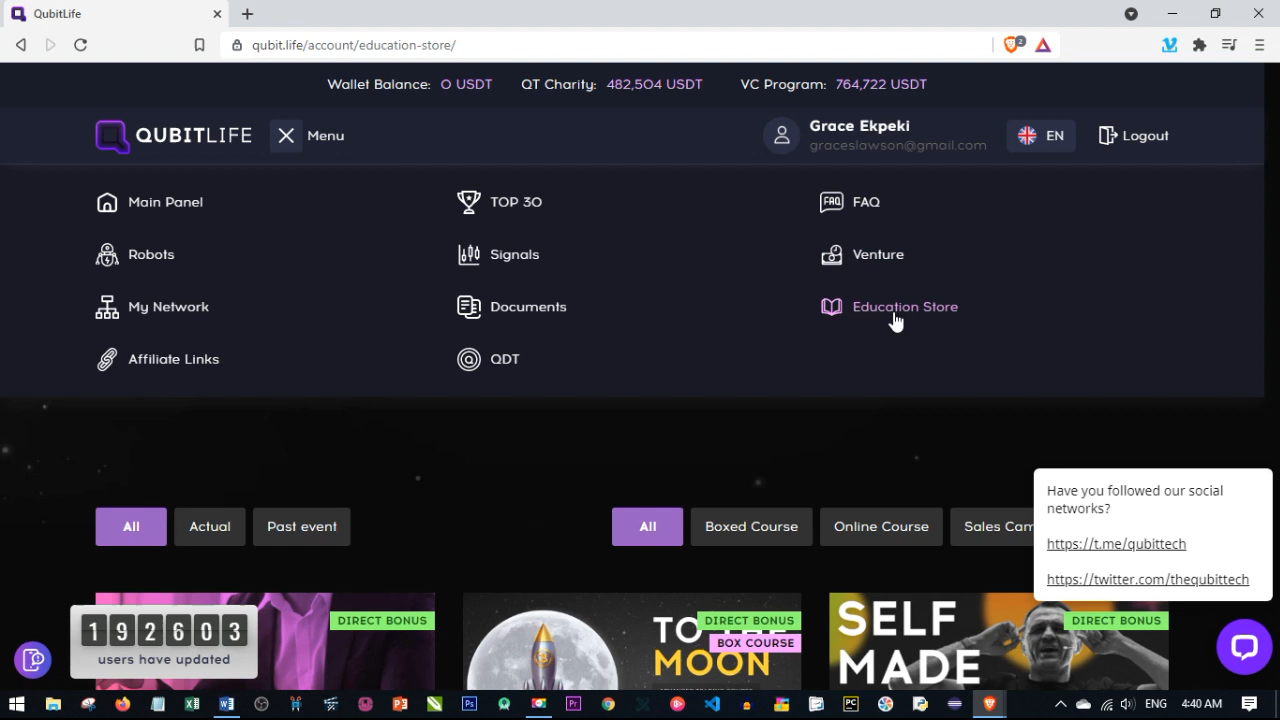 QubitLife
qubit.life/account/education-store/
2
Wallet Balance: 0 USDT QT Charity: 482,504 USDT VC Program: 764,722 USDT
QUBITLIFE
Menu
Grace Ekpeki
graceslawson@gmail.com
EN
Logout
Main Panel
TOP 30
FAQ
FAQ
Robots
Signals
Venture
My Network
Documents
Education Store
Affiliate Links
QDT
Have you followed our social
networks?
https://t.me/qubittech
https://twitter.com/thequbittech
All
Actual
Past event
All
Boxed Course
Online Course
Sales Cam
DIRECT BONUS
TO THE
MOON
DIRECT BONUS
BOX COURSE
SELF
MADE
DIRECT BONUS
192603
users have updated
ENG
4:40 AM